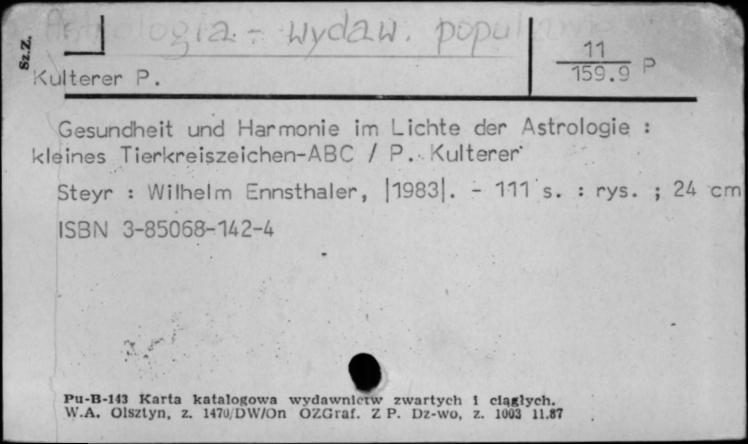 Astrologia - wydaw. popularne
Sz.Z.
11
159.9 P
Kulterer P.
Gesundheit und Harmonie im Lichte der Astrologie :
kleines Tierkreiszeichen-ABC / P. Kulterer
Steyr : Wilhelm Ennsthaler, |1983|. - 111 s. : rys. ; 24 cm
ISBN 3-85068-142-4
Pu-B-143 Karta katalogowa wydawnictw zwartych i ciągłych.
W.A. Olsztyn, z. 1470/DW/On OZGraf. Z P. Dz-wo, z. 1003 11.87